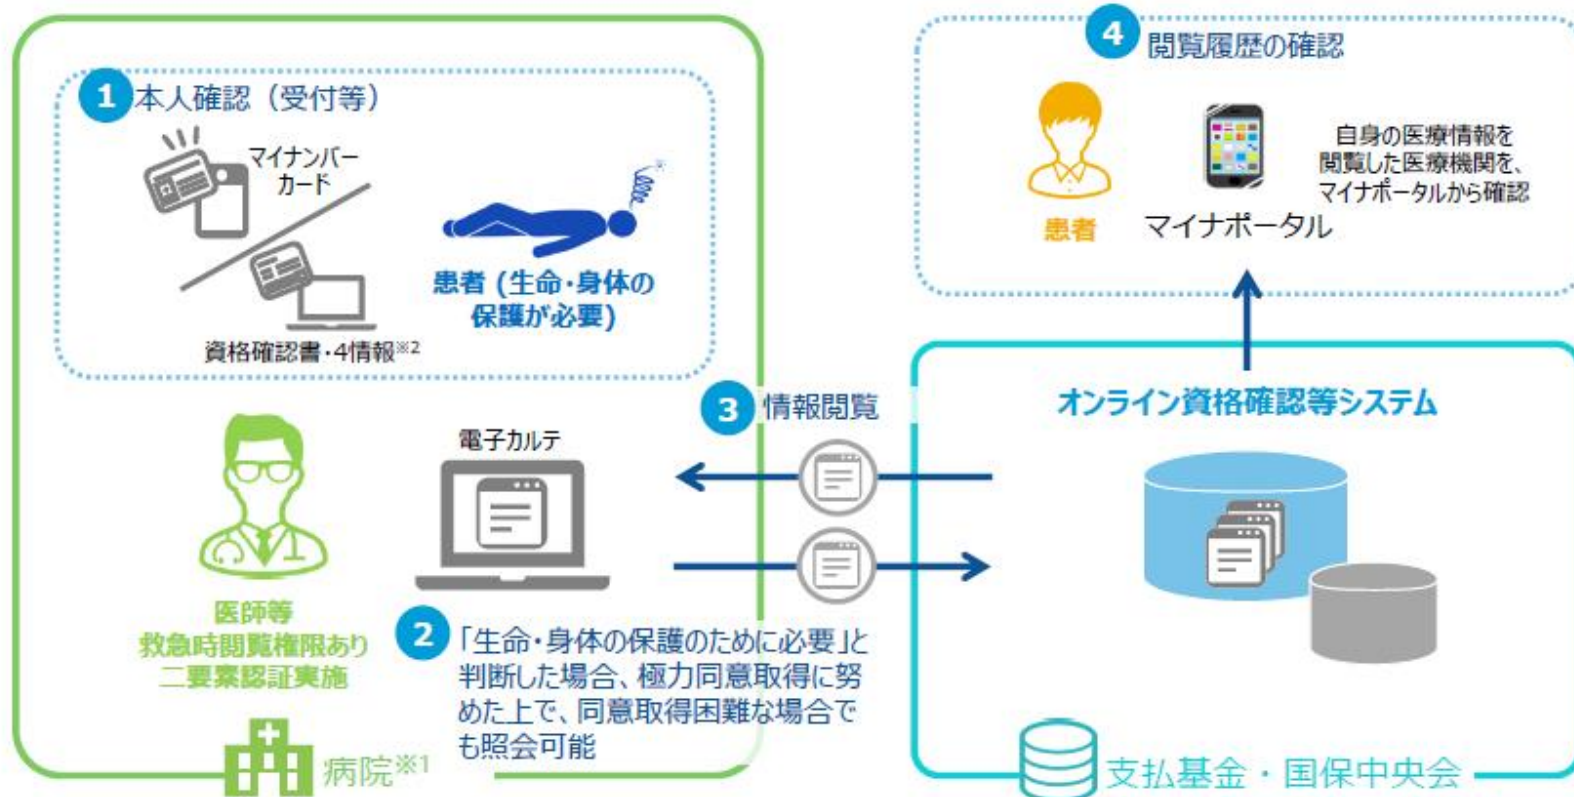 1 本人確認（受付等）
マイナンバー
カード
資格確認書・4情報※2
患者 (生命・身体の
保護が必要)
医師等
救急時閲覧権限あり
二要素認証実施
電子カルテ
2 「生命・身体の保護のために必要」と
判断した場合、極力同意取得に努
めた上で、同意取得困難な場合で
も照会可能
病院※1
3 情報閲覧
4 閲覧履歴の確認
患者
マイナポータル
自身の医療情報を
閲覧した医療機関を、
マイナポータルから確認
オンライン資格確認等システム
支払基金・国保中央会